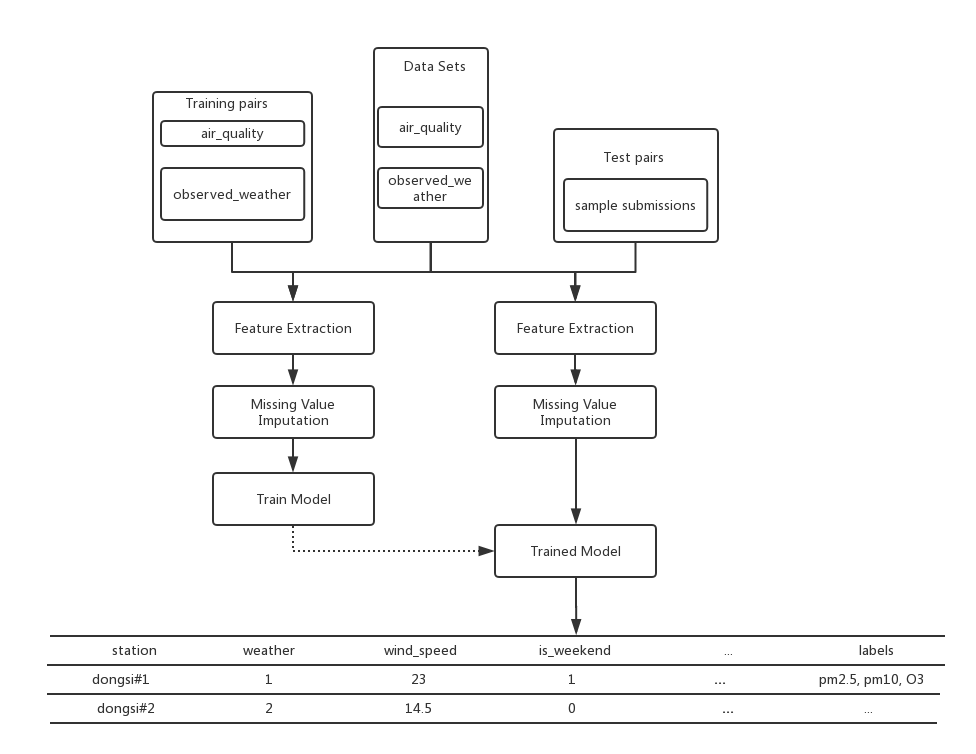 Data Sets
Training pairs
air_quality
observed_weather
air_quality
observed_we
ather
Test pairs
sample submissions
Feature Extraction
Feature Extraction
Missing Value
Imputation
Missing Value
Imputation
Train Model
Trained Model
station weather wind_speed is_weekend ... labels
dongsi#1 1 23 1 ... pm2.5, pm10, O3
dongsi#2 2 14.5 0 ... ...